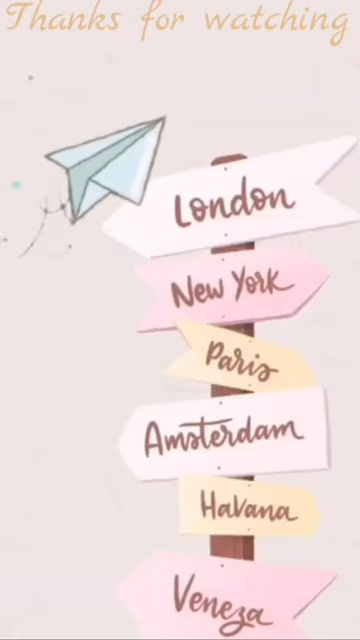 Thanks for watching
London
New York
Paris
Amsterdam
Havana
Veneza